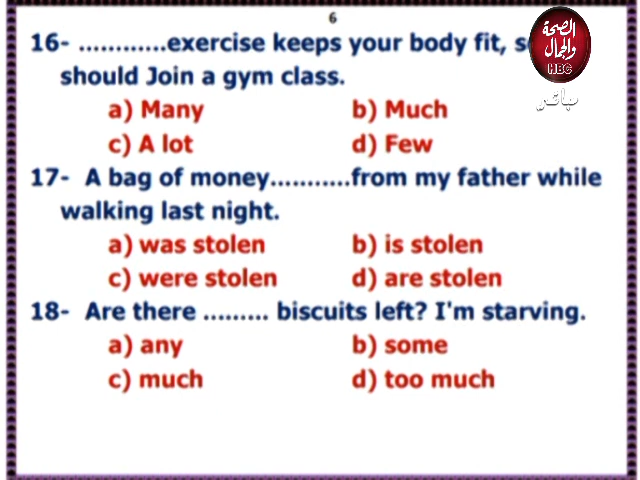 6
16- ............exercise keeps your body fit, s
should Join a gym class.
a) Many b) Much
c) A lot d) Few
17- A bag of money...........from my father while
walking last night.
a) was stolen b) is stolen
c) were stolen d) are stolen
18- Are there ......... biscuits left? I'm starving.
a) any b) some
c) much d) too much
الصحة
والجمال
HBC
مباشر